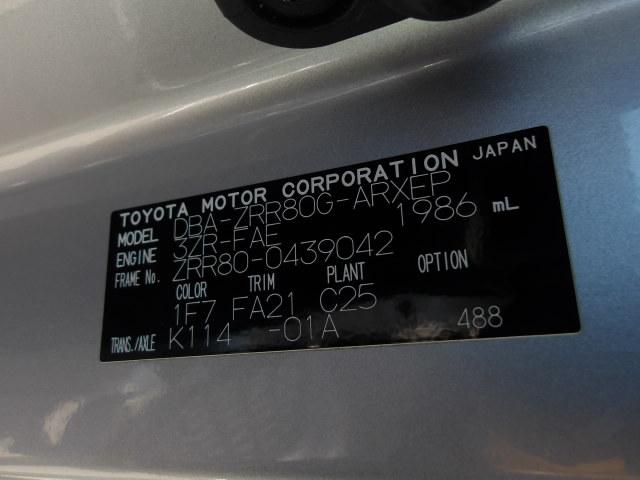 TOYOTA MOTOR CORPORATION JAPAN
MODEL DBA-ZRR80G-ARXEP
ENGINE 3ZR-FAE 1986 mL
FRAME No. ZRR80-0439042
COLOR TRIM PLANT OPTION
1F7 FA21 C25
TRANS./AXLE K114 -01A 488